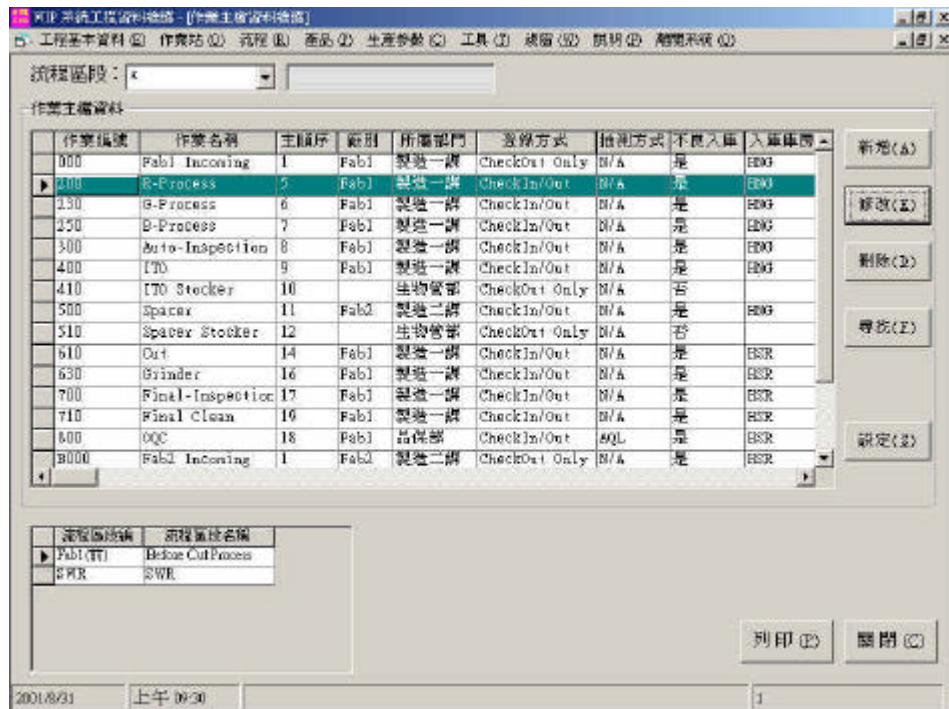 WIP 系統工程資料維護 - [作業主檔資料維護]
工程基本資料(E) 作業站(O) 流程(R) 產品(P) 生產參數(C) 工具(T) 視窗(W) 說明(P) 離開系統(Q)
流程區段：*
作業主檔資料
作業編號 作業名稱 主順序 廠別 所屬部門 登錄方式 抽測方式 不良入庫 入庫庫房
000 Fab1 Incoming 1 Fab1 製造一課 CheckOut Only N/A 是 HNG
200 R-Process 5 Fab1 製造一課 CheckIn/Out N/A 是 HNG
230 G-Process 6 Fab1 製造一課 CheckIn/Out N/A 是 HNG
250 B-Process 7 Fab1 製造一課 CheckIn/Out N/A 是 HNG
300 Auto-Inspection 8 Fab1 製造一課 CheckIn/Out N/A 是 HNG
400 ITO 9 Fab1 製造一課 CheckIn/Out N/A 是 HNG
410 ITO Stocker 10 生物管部 CheckOut Only N/A 否
500 Spacer 11 Fab2 製造二課 CheckIn/Out N/A 是 HNG
510 Spacer Stocker 12 生物管部 CheckOut Only N/A 否
610 Cut 14 Fab1 製造一課 CheckIn/Out N/A 是 HSR
630 Grinder 16 Fab1 製造一課 CheckIn/Out N/A 是 HSR
700 Final-Inspection 17 Fab1 製造一課 CheckIn/Out N/A 是 HSR
710 Final Clean 19 Fab1 製造一課 CheckIn/Out N/A 是 HSR
800 OQC 18 Fab1 品保部 CheckIn/Out AQL 是 HSR
B000 Fab2 Incoming 1 Fab2 製造二課 CheckOut Only N/A 是 HSR
新增(A)
修改(E)
刪除(D)
尋找(F)
設定(S)
流程區段編 流程區段名稱
Fab1(前) Before Cut Process
SWR SWR
列印(P) 關閉(C)
2001/8/31 上午 09:30 1